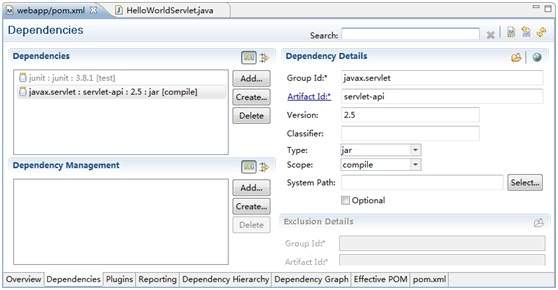 webapp/pom.xml
HelloWorldServlet.java
Dependencies
Search:
Dependencies
junit : junit : 3.8.1 [test]
javax.servlet : servlet-api : 2.5 : jar [compile]
Add...
Create...
Delete
Dependency Management
Add...
Create...
Delete
Dependency Details
Group Id:* javax.servlet
Artifact Id:* servlet-api
Version: 2.5
Classifier:
Type: jar
Scope: compile
System Path: Select...
Optional
Exclusion Details
Group Id:*
Artifact Id:*
Overview Dependencies Plugins Reporting Dependency Hierarchy Dependency Graph Effective POM pom.xml